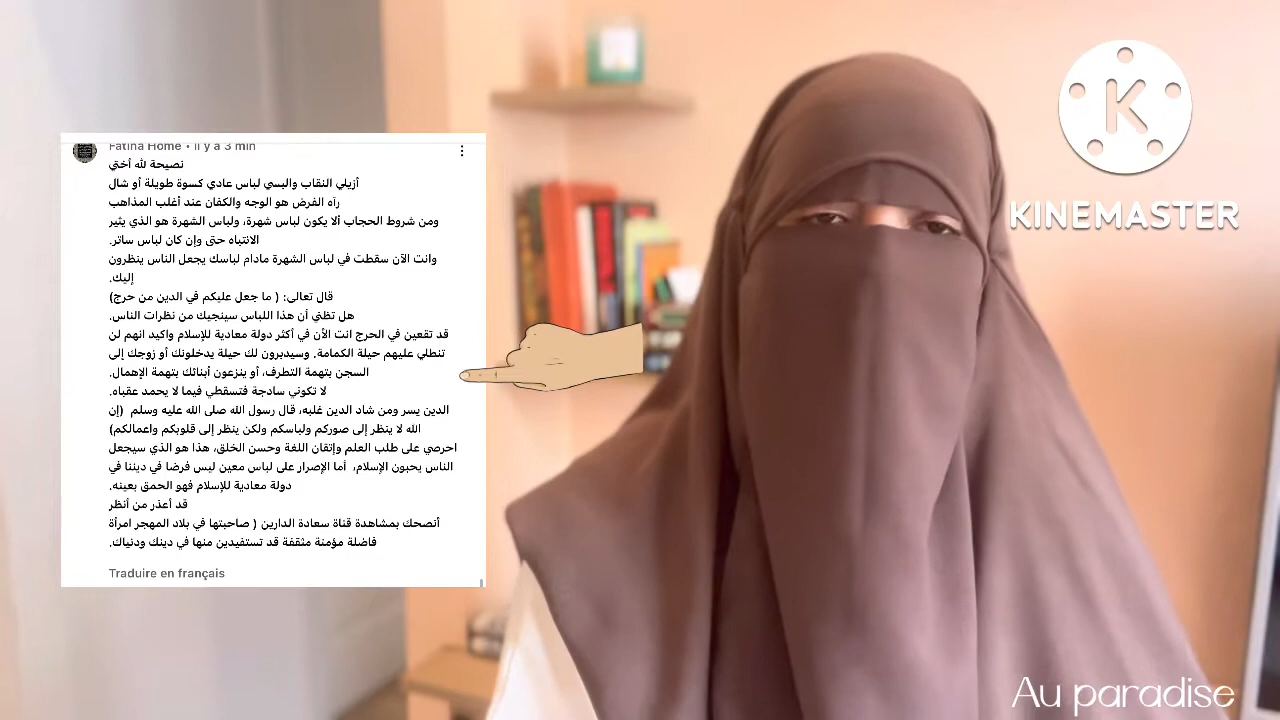 Fatiha Home • il y a 3 min
نصيحة لله أختي
أزيلي النقاب والبسي لباس عادي كسوة طويلة أو شال
رآه الفرض هو الوجه والكفان عند أغلب المذاهب
ومن شروط الحجاب ألا يكون لباس شهرة، ولباس الشهرة هو الذي يثير
الانتباه حتى وإن كان لباس ساتر.
وانت الآن سقطت في لباس الشهرة مادام لباسك يجعل الناس ينظرون
إليك.
قال تعالى: ( ما جعل عليكم في الدين من حرج)
هل تظني أن هذا اللباس سينجيك من نظرات الناس.
قد تقعين في الحرج انت الأن في أكثر دولة معادية للإسلام واكيد انهم لن
تنطلي عليهم حيلة الكمامة. وسيدبرون لك حيلة يدخلونك أو زوجك إلى
السجن بتهمة التطرف، أو ينزعون أبنائك بتهمة الإهمال.
لا تكوني ساذجة فتسقطي فيما لا يحمد عقباه.
الدين يسر ومن شاد الدين غلبه، قال رسول الله صلى الله عليه وسلم (إن
الله لا ينظر إلى صوركم ولباسكم ولكن ينظر إلى قلوبكم واعمالكم)
احرصي على طلب العلم وإتقان اللغة وحسن الخلق، هذا هو الذي سيجعل
الناس يحبون الإسلام، أما الإصرار على لباس معين ليس فرضا في ديننا في
دولة معادية للإسلام فهو الحمق بعينه.
قد أعذر من أنظر
أنصحك بمشاهدة قناة سعادة الدارين ( صاحبتها في بلاد المهجر امرأة
فاضلة مؤمنة مثقفة قد تستفيدين منها في دينك ودنياك.
Traduire en français
KINEMASTER
Au paradise